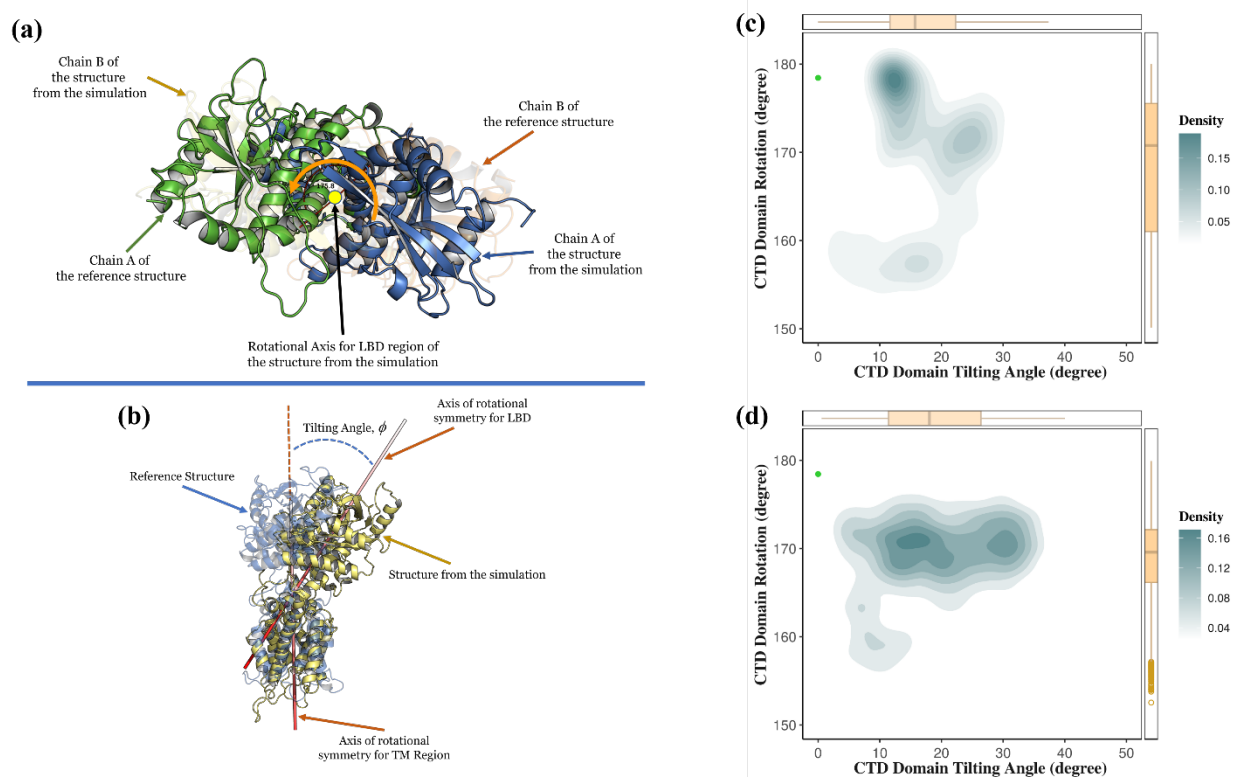 (a)
Chain B of
the structure
from the simulation
Chain B of
the reference structure
Chain A of
the reference structure
Chain A of
the structure
from the simulation
Rotational Axis for LBD region of
the structure from the simulation
(b)
Axis of rotational
symmetry for LBD
Tilting Angle, ϕ
Reference Structure
Structure from the simulation
Axis of rotational
symmetry for TM Region
(c)
CTD Domain Rotation (degree)
180
170
160
150
0 10 20 30 40 50
CTD Domain Tilting Angle (degree)
Density
0.15
0.10
0.05
(d)
CTD Domain Rotation (degree)
180
170
160
150
0 10 20 30 40 50
CTD Domain Tilting Angle (degree)
Density
0.16
0.12
0.08
0.04